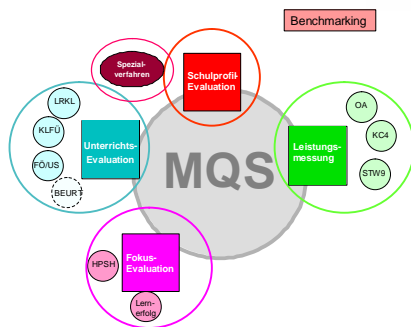 Benchmarking
Spezial-
verfahren
Schulprofil-
Evaluation
LRKL
KLFÜ
FÖ/US
BEURT
Unterrichts-
Evaluation
MQS
Leistungs-
messung
OA
KC4
STW9
Fokus-
Evaluation
HPSH
Lern-
erfolg